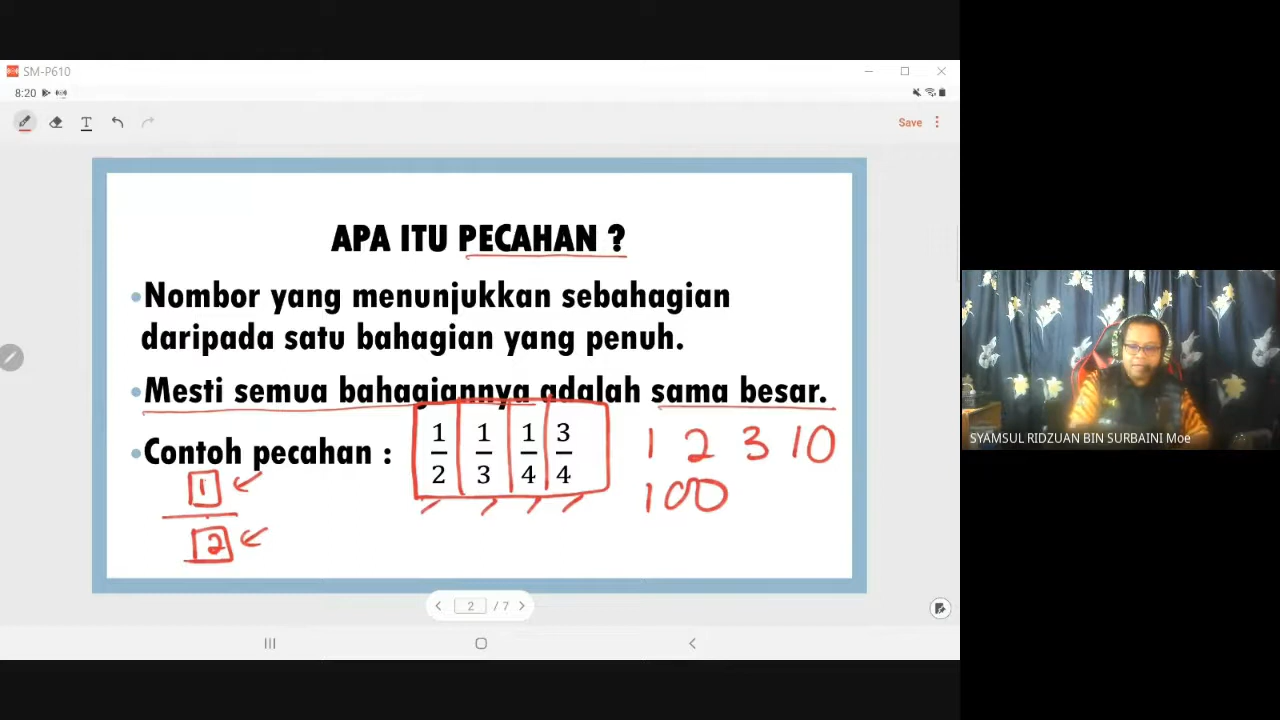 SM-P610
8:20
Save
APA ITU PECAHAN ?
•Nombor yang menunjukkan sebahagian
daripada satu bahagian yang penuh.
•Mesti semua bahagiannya adalah sama besar.
•Contoh pecahan : 1/2 1/3 1/4 3/4 1 2 3 10
100
1
2
2 / 7
SYAMSUL RIDZUAN BIN SURBAINI Moe